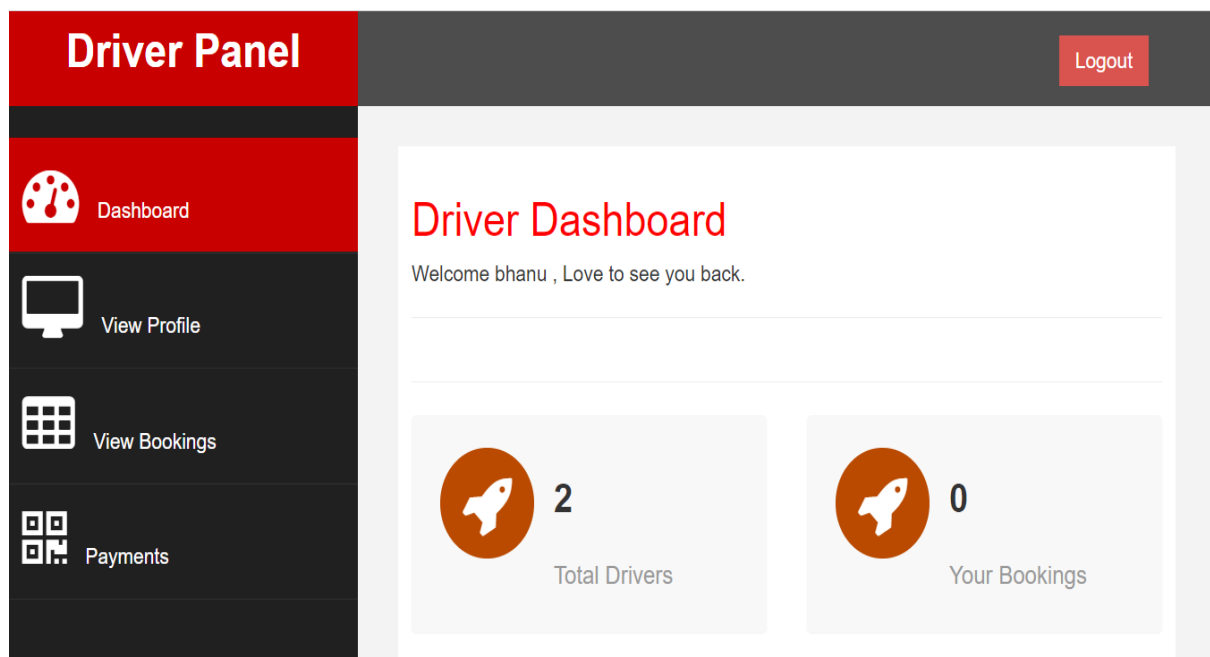 Driver Panel
Logout
Dashboard
View Profile
View Bookings
Payments
Driver Dashboard
Welcome bhanu , Love to see you back.
2
Total Drivers
0
Your Bookings